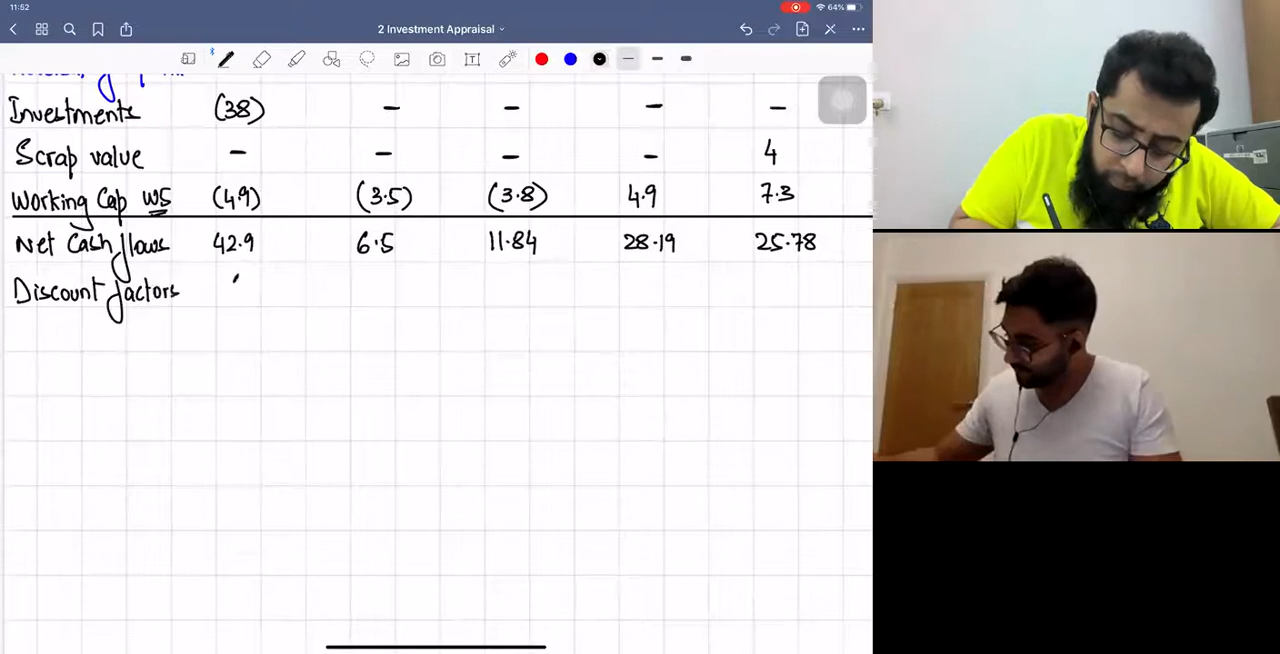 11:52
64%
2 Investment Appraisal
Investments (38) - - - -
Scrap value - - - - 4
Working Cap W5 (4.9) (3.5) (3.8) 4.9 7.3
Net Cash flows 42.9 6.5 11.84 28.19 25.78
Discount factors